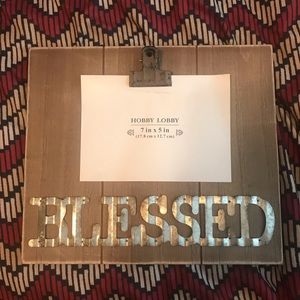 HOBBY LOBBY
7 in x 5 in
(17.8 cm x 12.7 cm)
BLESSED